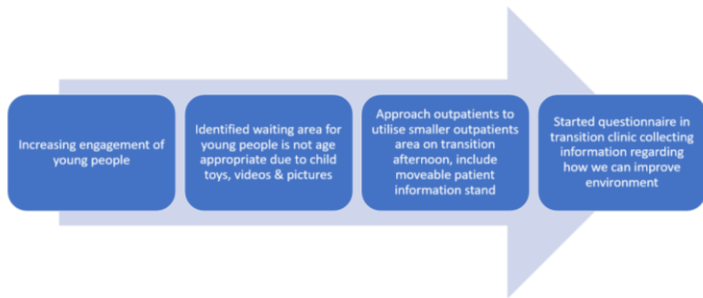 Increasing engagement of
young people
Identified waiting area for
young people is not age
appropriate due to child
toys, videos & pictures
Approach outpatients to
utilise smaller outpatients
area on transition
afternoon, include
moveable patient
information stand
Started questionnaire in
transition clinic collecting
information regarding
how we can improve
environment